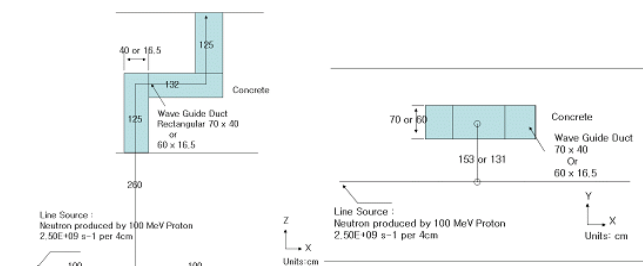 40 or 16.5
125
132
Concrete
125
Wave Guide Duct
Rectangular 70 x 40
or
60 x 16.5
260
Line Source :
Neutron produced by 100 MeV Proton
2.50E+09 s-1 per 4cm
Z
X
Units:cm
100
100
70 or 60
Concrete
Wave Guide Duct
70 x 40
Or
60 x 16.5
153 or 131
Line Source :
Neutron produced by 100 MeV Proton
2.50E+09 s-1 per 4cm
Y
X
Units: cm